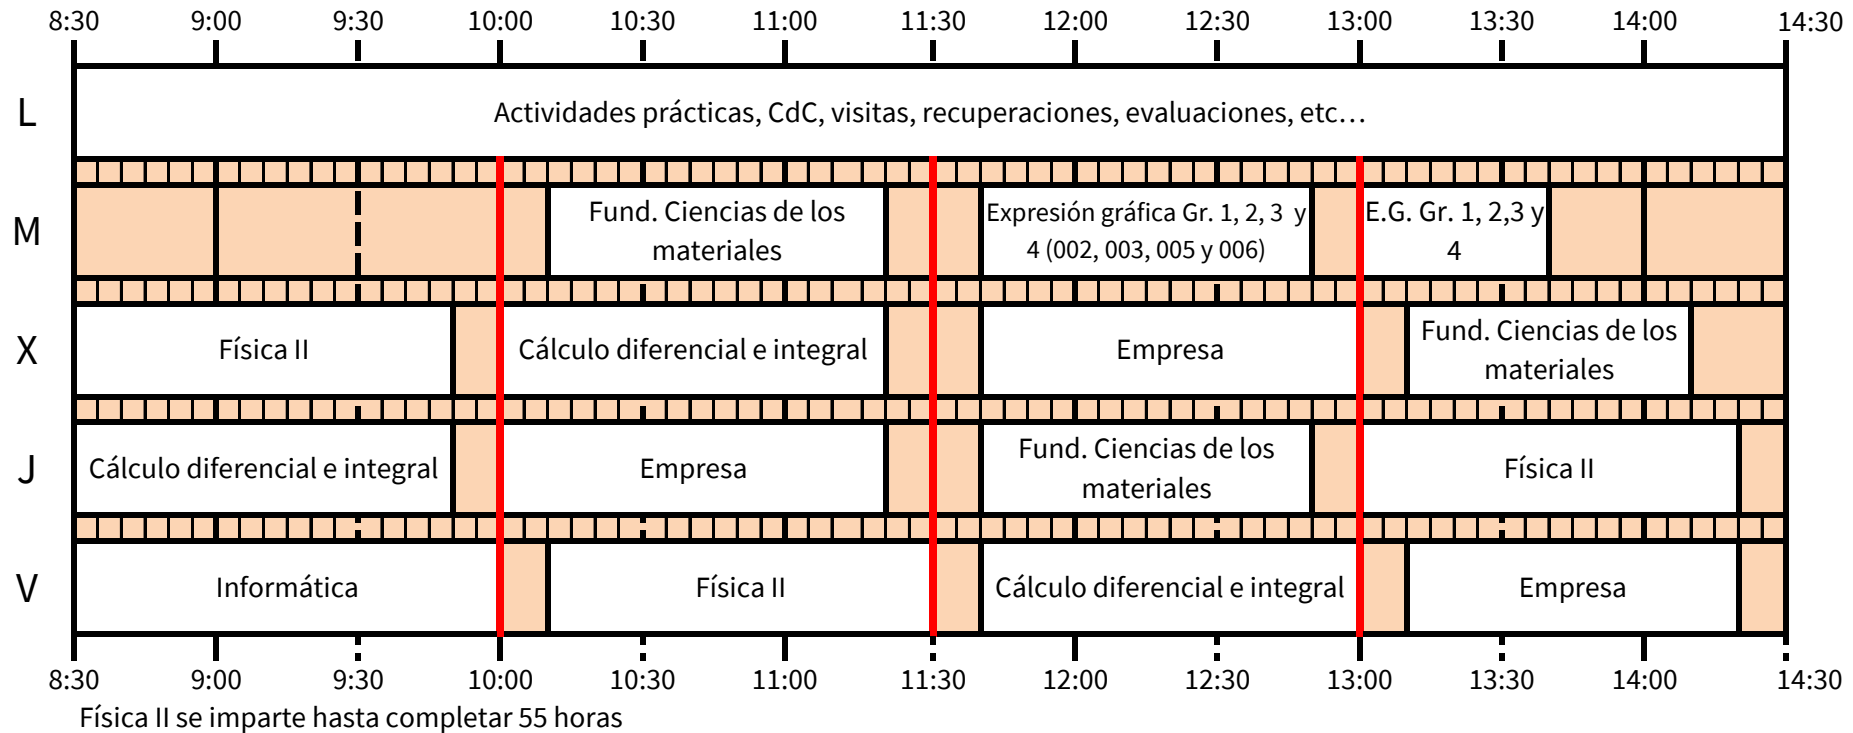 8:30 9:00 9:30 10:00 10:30 11:00 11:30 12:00 12:30 13:00 13:30 14:00 14:30
L
Actividades prácticas, CdC, visitas, recuperaciones, evaluaciones, etc…
M
Fund. Ciencias de los
materiales
Expresión gráfica Gr. 1, 2, 3 y
4 (002, 003, 005 y 006)
E.G. Gr. 1, 2,3 y
4
X
Física II
Cálculo diferencial e integral
Empresa
Fund. Ciencias de los
materiales
J
Cálculo diferencial e integral
Empresa
Fund. Ciencias de los
materiales
Física II
V
Informática
Física II
Cálculo diferencial e integral
Empresa
8:30 9:00 9:30 10:00 10:30 11:00 11:30 12:00 12:30 13:00 13:30 14:00 14:30
Física II se imparte hasta completar 55 horas